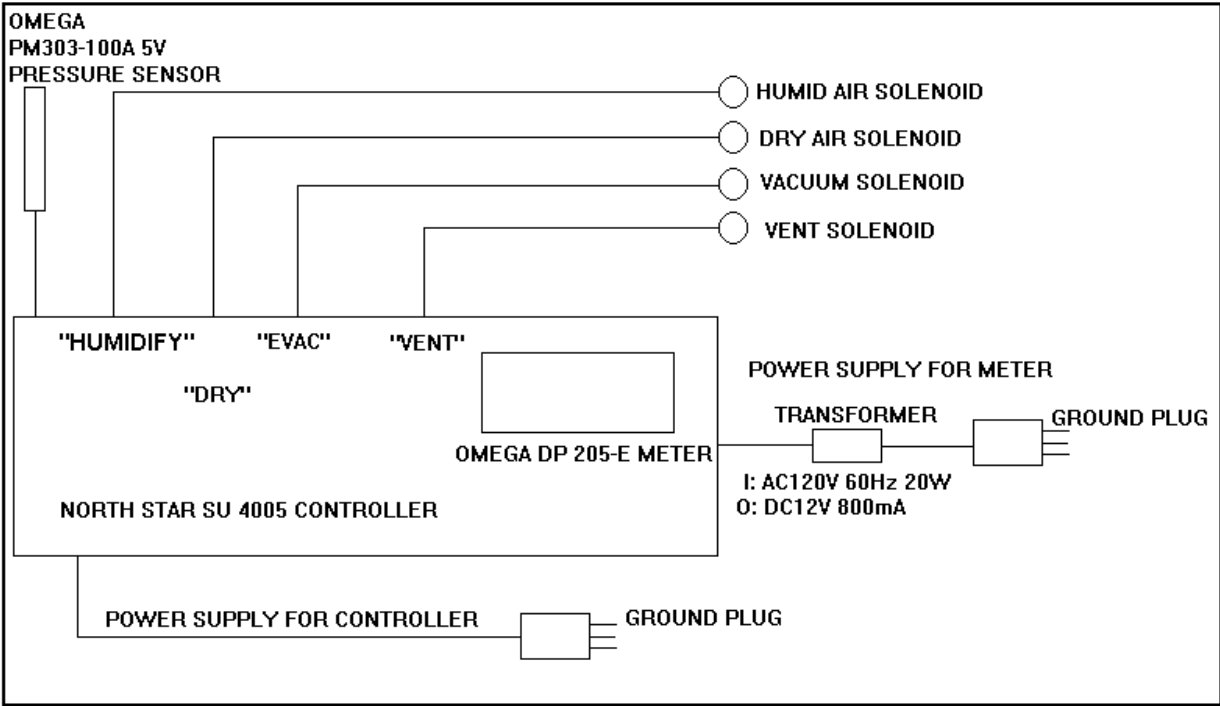 OMEGA
PM303-100A 5V
PRESSURE SENSOR
HUMID AIR SOLENOID
DRY AIR SOLENOID
VACUUM SOLENOID
VENT SOLENOID
"HUMIDIFY"
"EVAC"
"VENT"
"DRY"
OMEGA DP 205-E METER
NORTH STAR SU 4005 CONTROLLER
POWER SUPPLY FOR METER
TRANSFORMER
GROUND PLUG
I: AC120V 60Hz 20W
O: DC12V 800mA
POWER SUPPLY FOR CONTROLLER
GROUND PLUG